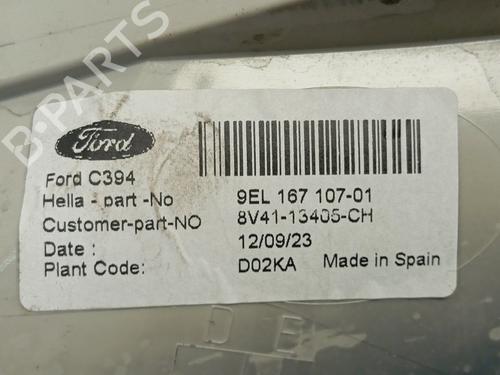 Ford
Ford C394
Hella - part -No 9EL 167 107-01
Customer-part-NO 8V41-13405-CH
Date : 12/09/23
Plant Code: D02KA Made in Spain
B-PARTS
D E